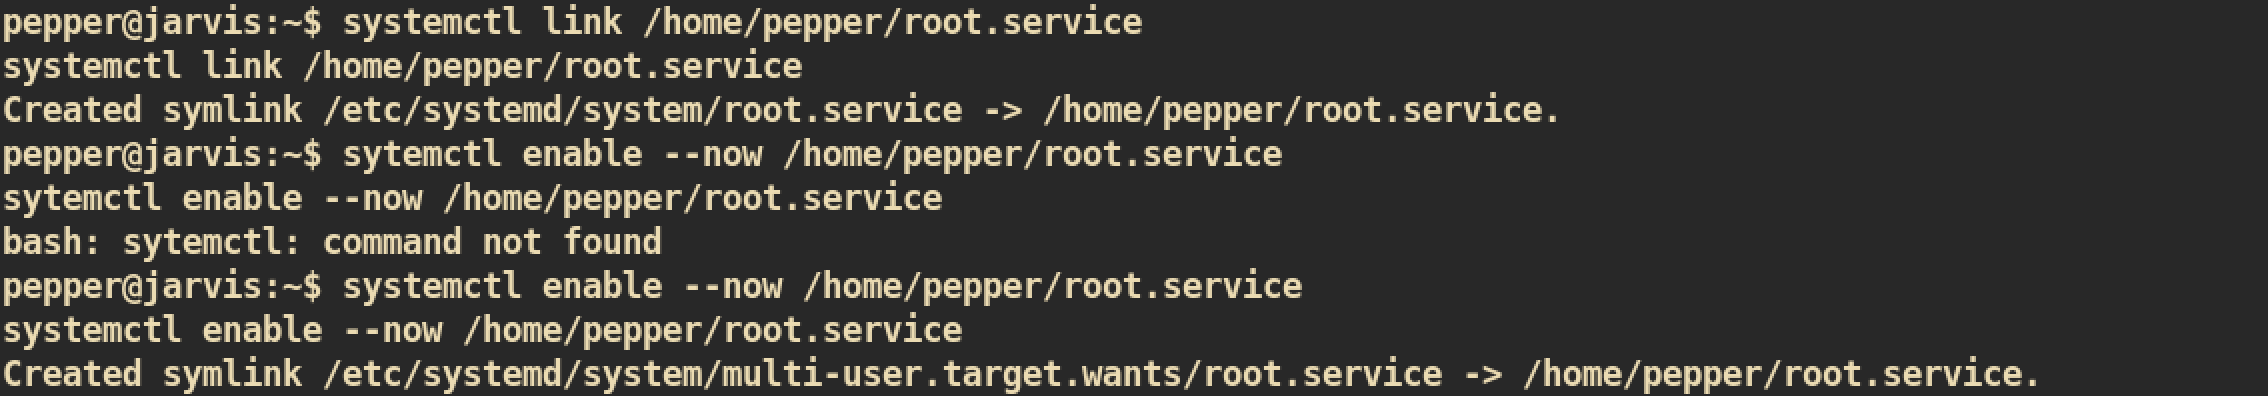 pepper@jarvis:~$ systemctl link /home/pepper/root.service
systemctl link /home/pepper/root.service
Created symlink /etc/systemd/system/root.service -> /home/pepper/root.service.
pepper@jarvis:~$ sytemctl enable --now /home/pepper/root.service
sytemctl enable --now /home/pepper/root.service
bash: sytemctl: command not found
pepper@jarvis:~$ systemctl enable --now /home/pepper/root.service
systemctl enable --now /home/pepper/root.service
Created symlink /etc/systemd/system/multi-user.target.wants/root.service -> /home/pepper/root.service.